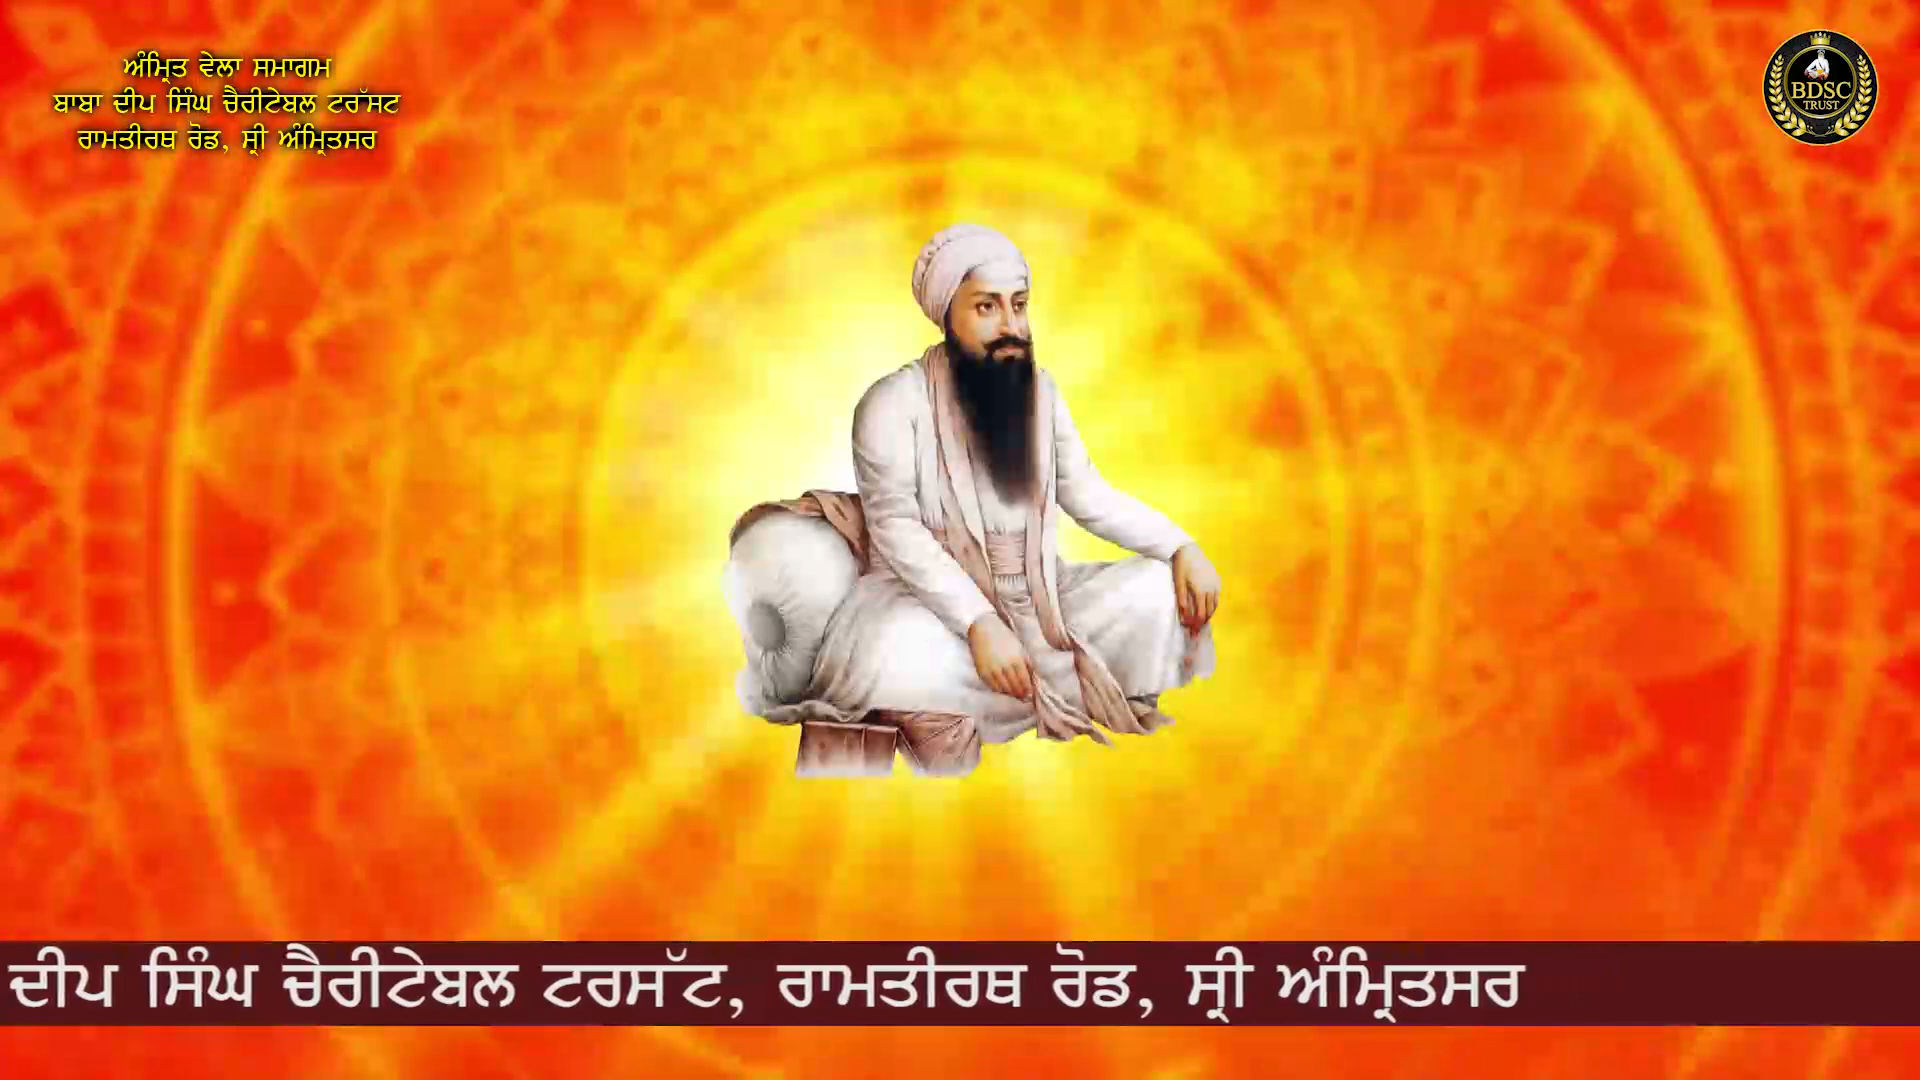 ਅੰਮ੍ਰਿਤ ਵੇਲਾ ਸਮਾਗਮ
ਬਾਬਾ ਦੀਪ ਸਿੰਘ ਚੈਰੀਟੇਬਲ ਟਰੱਸਟ
ਰਾਮਤੀਰਥ ਰੋਡ, ਸ੍ਰੀ ਅੰਮ੍ਰਿਤਸਰ
BDSC
TRUST
ਦੀਪ ਸਿੰਘ ਚੈਰੀਟੇਬਲ ਟਰਸੱਟ, ਰਾਮਤੀਰਥ ਰੋਡ, ਸ੍ਰੀ ਅੰਮ੍ਰਿਤਸਰ